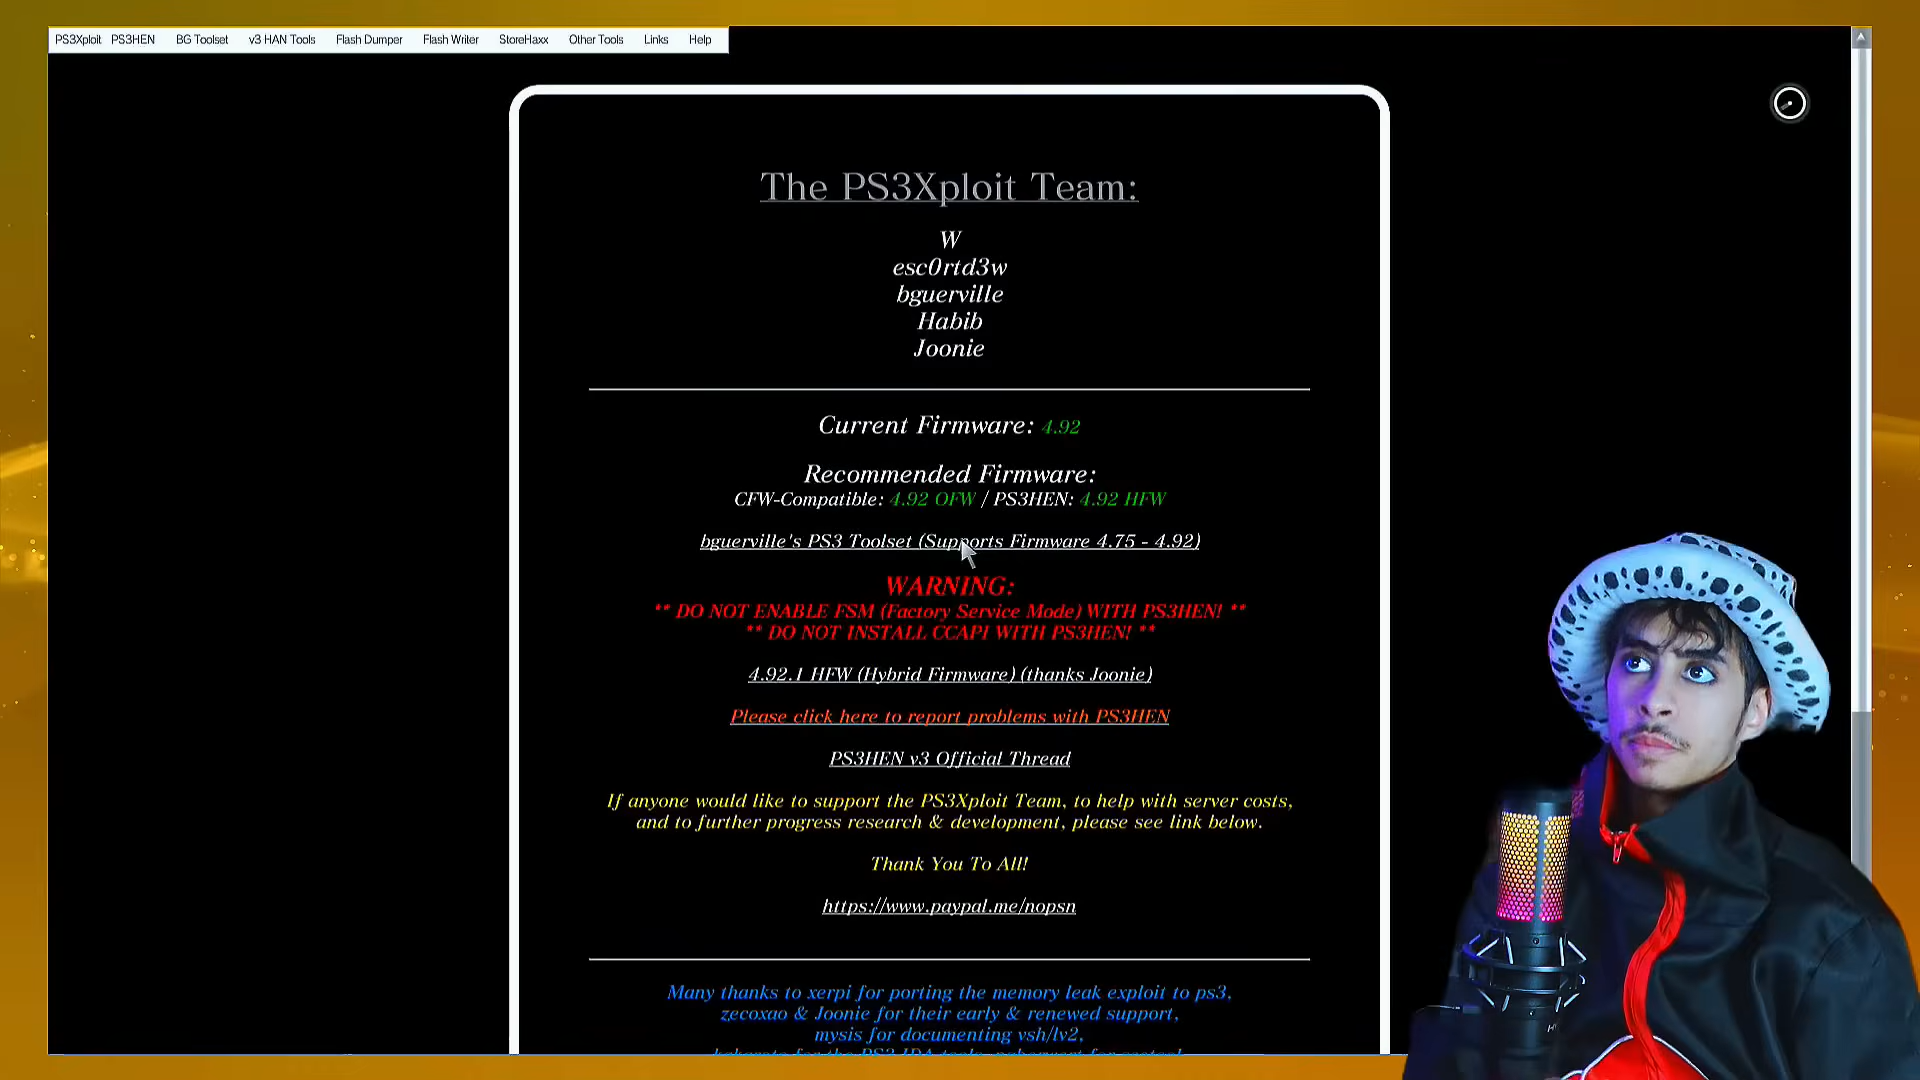 PS3Xploit PS3HEN BG Toolset v3 HAN Tools Flash Dumper Flash Writer StoreHaxx Other Tools Links Help
The PS3Xploit Team:
W
esc0rtd3w
bguerville
Habib
Joonie
Current Firmware: 4.92
Recommended Firmware:
CFW-Compatible: 4.92 OFW / PS3HEN: 4.92 HFW
bguerville's PS3 Toolset (Supports Firmware 4.75 - 4.92)
WARNING:
** DO NOT ENABLE FSM (Factory Service Mode) WITH PS3HEN! **
** DO NOT INSTALL CCAPI WITH PS3HEN! **
4.92.1 HFW (Hybrid Firmware) (thanks Joonie)
Please click here to report problems with PS3HEN
PS3HEN v3 Official Thread
If anyone would like to support the PS3Xploit Team, to help with server costs,
and to further progress research & development, please see link below.
Thank You To All!
https://www.paypal.me/nopsn
Many thanks to xerpi for porting the memory leak exploit to ps3,
zecoxao & Joonie for their early & renewed support,
mysis for documenting vsh/lv2,